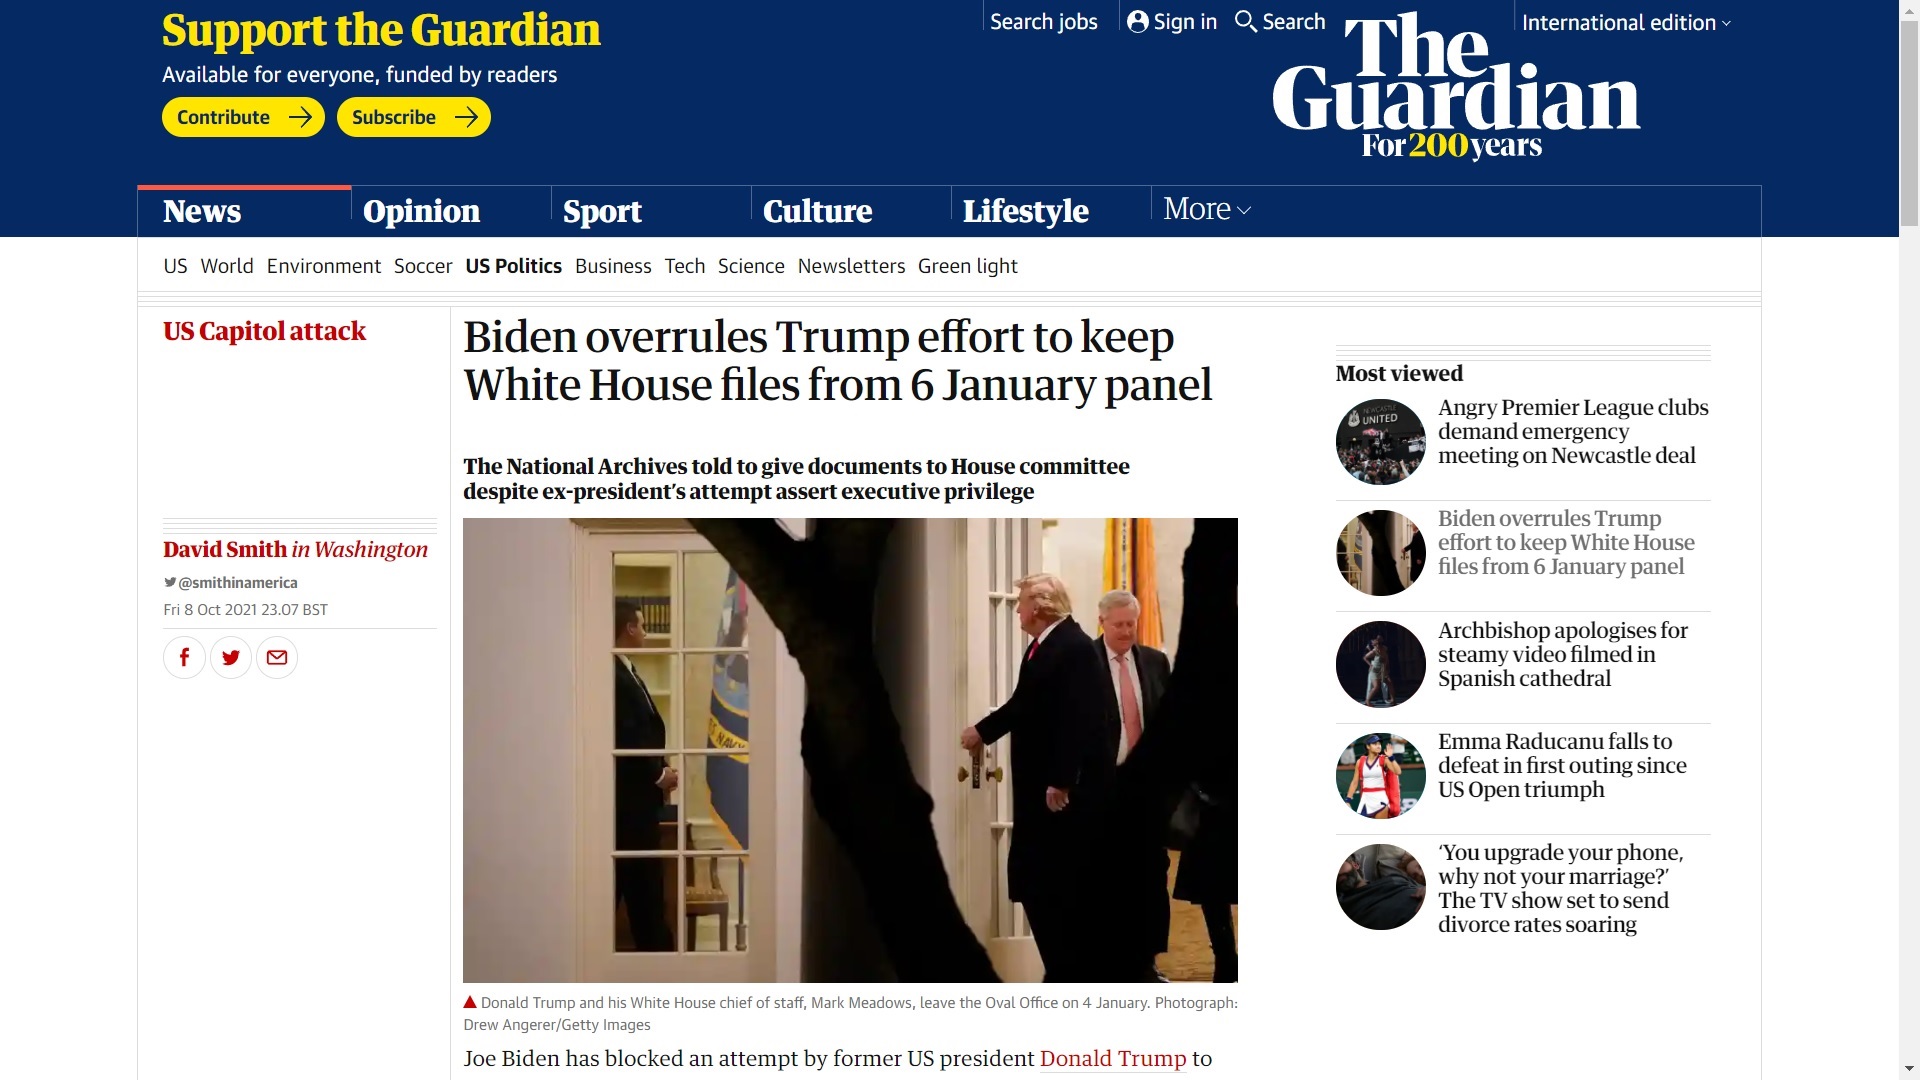 Support the Guardian
Available for everyone, funded by readers
Contribute
Subscribe
Search jobs
Sign in
Search
International edition
The
Guardian
For 200 years
News
Opinion
Sport
Culture
Lifestyle
More
US
World
Environment
Soccer
US Politics
Business
Tech
Science
Newsletters
Green light
US Capitol attack
Biden overrules Trump effort to keep
White House files from 6 January panel
The National Archives told to give documents to House committee
despite ex-president’s attempt assert executive privilege
David Smith in Washington
@smithinamerica
Fri 8 Oct 2021 23.07 BST
Donald Trump and his White House chief of staff, Mark Meadows, leave the Oval Office on 4 January. Photograph:
Drew Angerer/Getty Images
Joe Biden has blocked an attempt by former US president Donald Trump to
Most viewed
UNITED
Angry Premier League clubs
demand emergency
meeting on Newcastle deal
Biden overrules Trump
effort to keep White House
files from 6 January panel
Archbishop apologises for
steamy video filmed in
Spanish cathedral
Emma Raducanu falls to
defeat in first outing since
US Open triumph
‘You upgrade your phone,
why not your marriage?’
The TV show set to send
divorce rates soaring